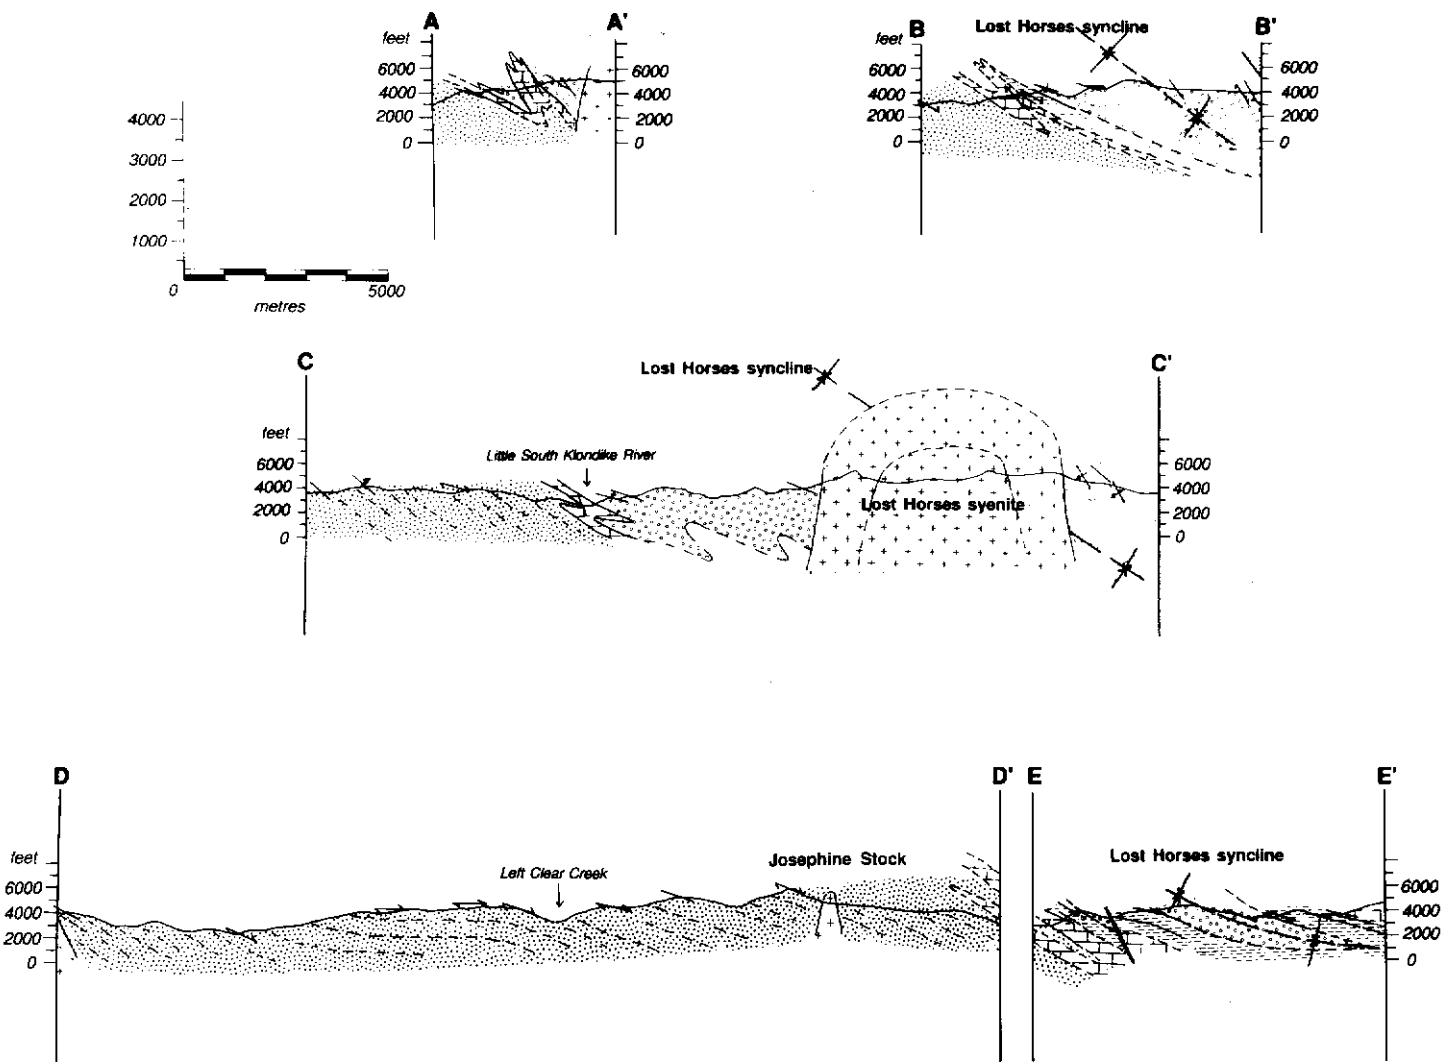 A A'
feet
6000
4000
2000
0
6000
4000
2000
0
B Lost Horses syncline B'
feet
6000
4000
2000
0
6000
4000
2000
0
4000
3000
2000
1000
0 5000
metres
C Lost Horses syncline C'
feet
6000
4000
2000
0
Little South Klondike River
Lost Horses syenite
6000
4000
2000
0
D D' E E'
feet
6000
4000
2000
0
Left Clear Creek
Josephine Stock
Lost Horses syncline
6000
4000
2000
0